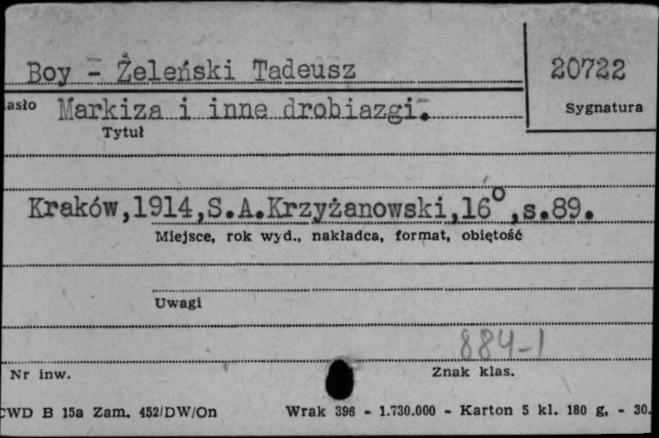 Boy - Żeleński Tadeusz
20722
asło Markiza i inne drobiazgi.
Sygnatura
Tytuł
Kraków,1914,S.A.Krzyżanowski,16°,s.89.
Miejsce, rok wyd., nakładca, format, objętość
Uwagi
884-1
Nr inw.
Znak klas.
CWD B 15a Zam. 452/DW/On Wrak 396 - 1.730.000 - Karton 5 kl. 180 g, - 30.